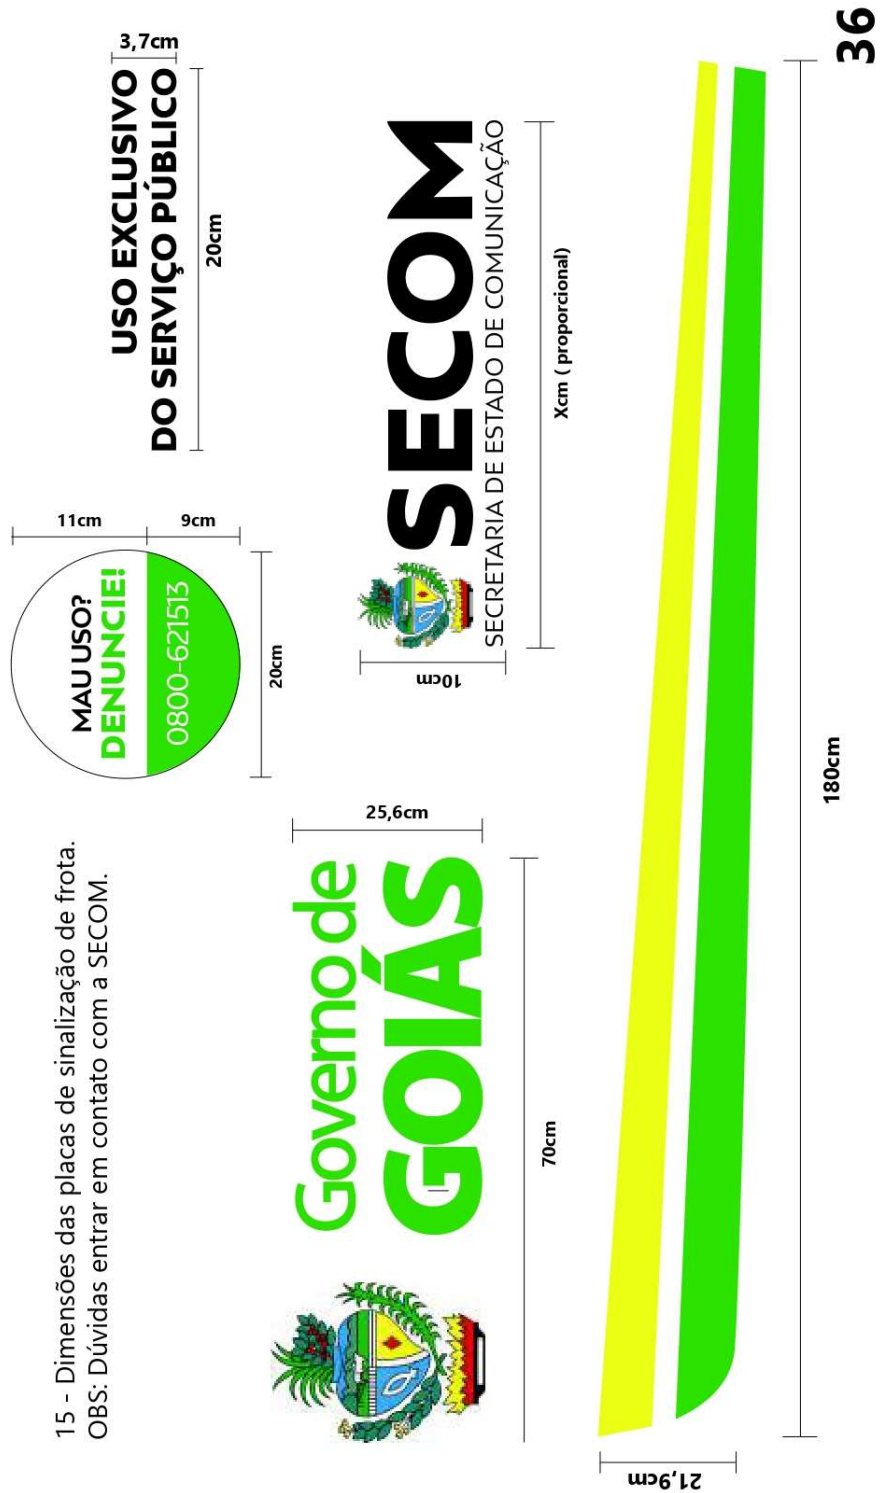 15 - Dimensões das placas de sinalização de frota.
OBS: Dúvidas entrar em contato com a SECOM.
MAU USO?
DENUNCIE!
0800-621513
11cm
9cm
20cm
USO EXCLUSIVO
DO SERVIÇO PÚBLICO
3,7cm
20cm
Governo de
GOIÁS
25,6cm
70cm
SECOM
SECRETARIA DE ESTADO DE COMUNICAÇÃO
10cm
Xcm ( proporcional)
21,9cm
180cm
36